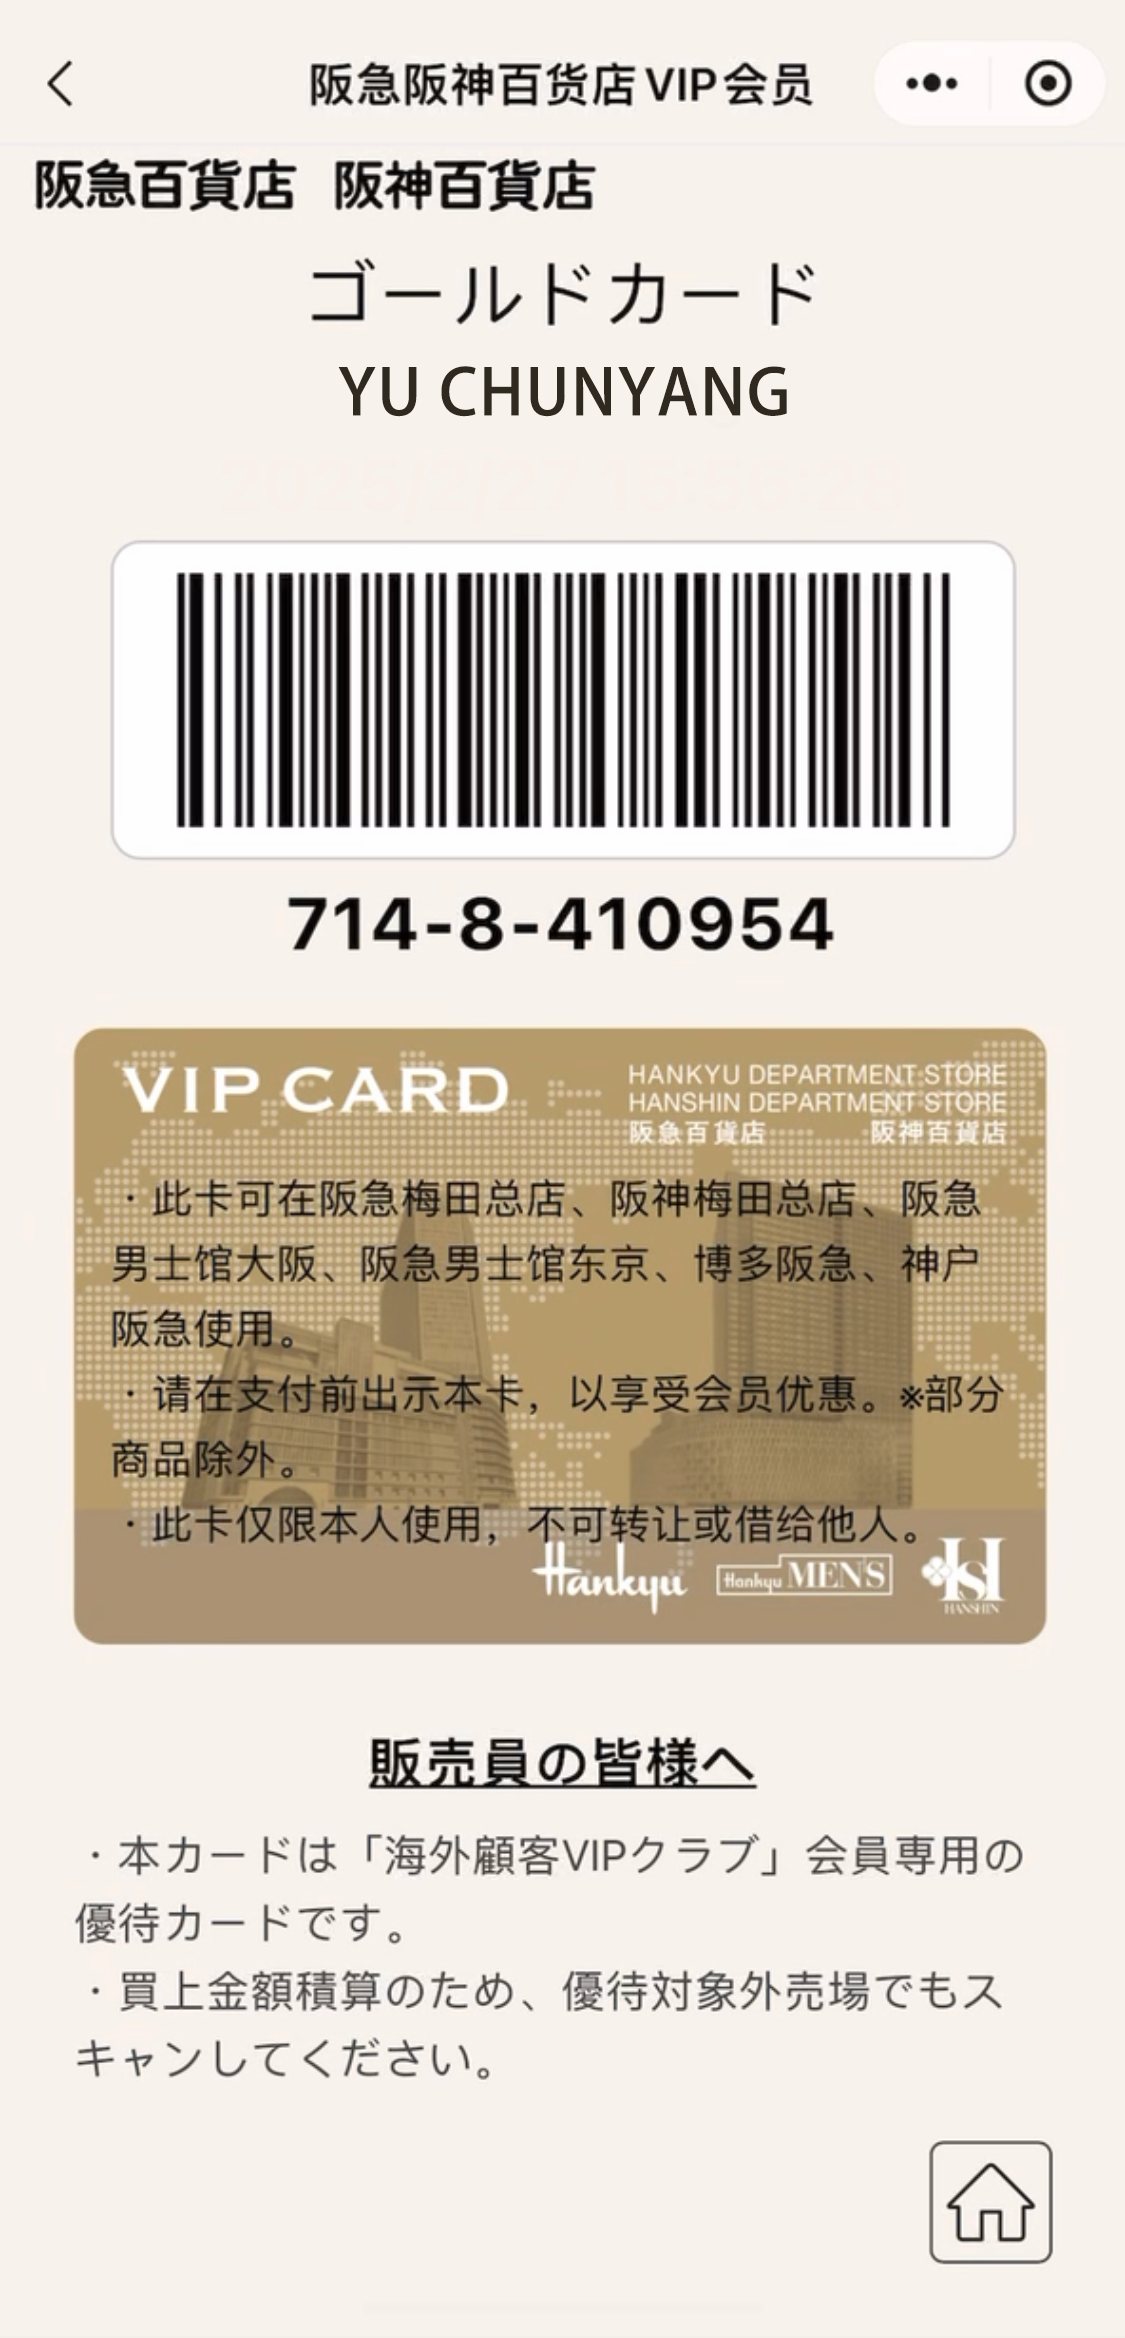 阪急阪神百货店VIP会员
阪急百貨店 阪神百貨店
ゴールドカード
YU CHUNYANG
2025/2/27 15:56:28
714-8-410954
VIP CARD
HANKYU DEPARTMENT STORE
HANSHIN DEPARTMENT STORE
阪急百貨店 阪神百貨店
・此卡可在阪急梅田总店、阪神梅田总店、阪急
男士馆大阪、阪急男士馆东京、博多阪急、神户
阪急使用。
・请在支付前出示本卡，以享受会员优惠。※部分
商品除外。
・此卡仅限本人使用，不可转让或借给他人。
Hankyu Hankyu MEN'S HANSHIN
販売員の皆様へ
・本カードは「海外顧客VIPクラブ」会員専用の
優待カードです。
・買上金額積算のため、優待対象外売場でもス
キャンしてください。